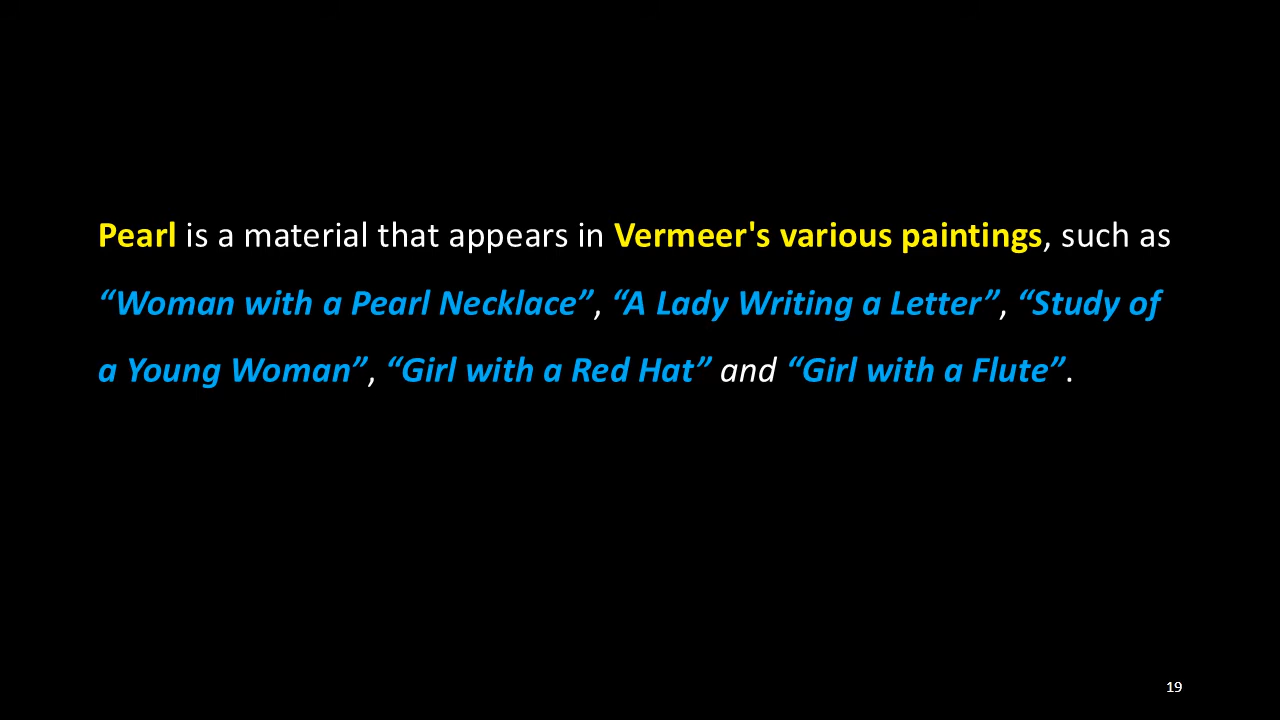 Pearl is a material that appears in Vermeer's various paintings, such as
“Woman with a Pearl Necklace”, “A Lady Writing a Letter”, “Study of
a Young Woman”, “Girl with a Red Hat” and “Girl with a Flute”.
19